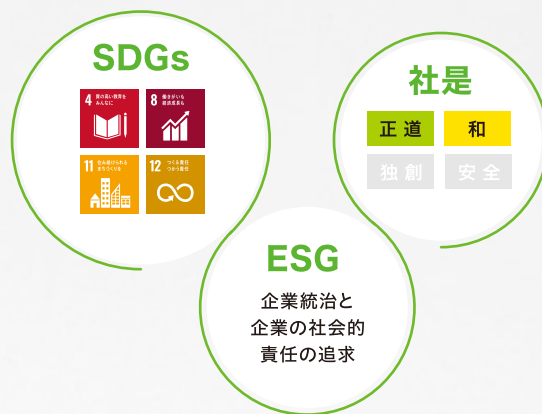 SDGs
4 質の高い教育を
みんなに
8 働きがいも
経済成長も
11 住み続けられる
まちづくりを
12 つくる責任
つかう責任
社是
正道
和
独創
安全
ESG
企業統治と
企業の社会的
責任の追求